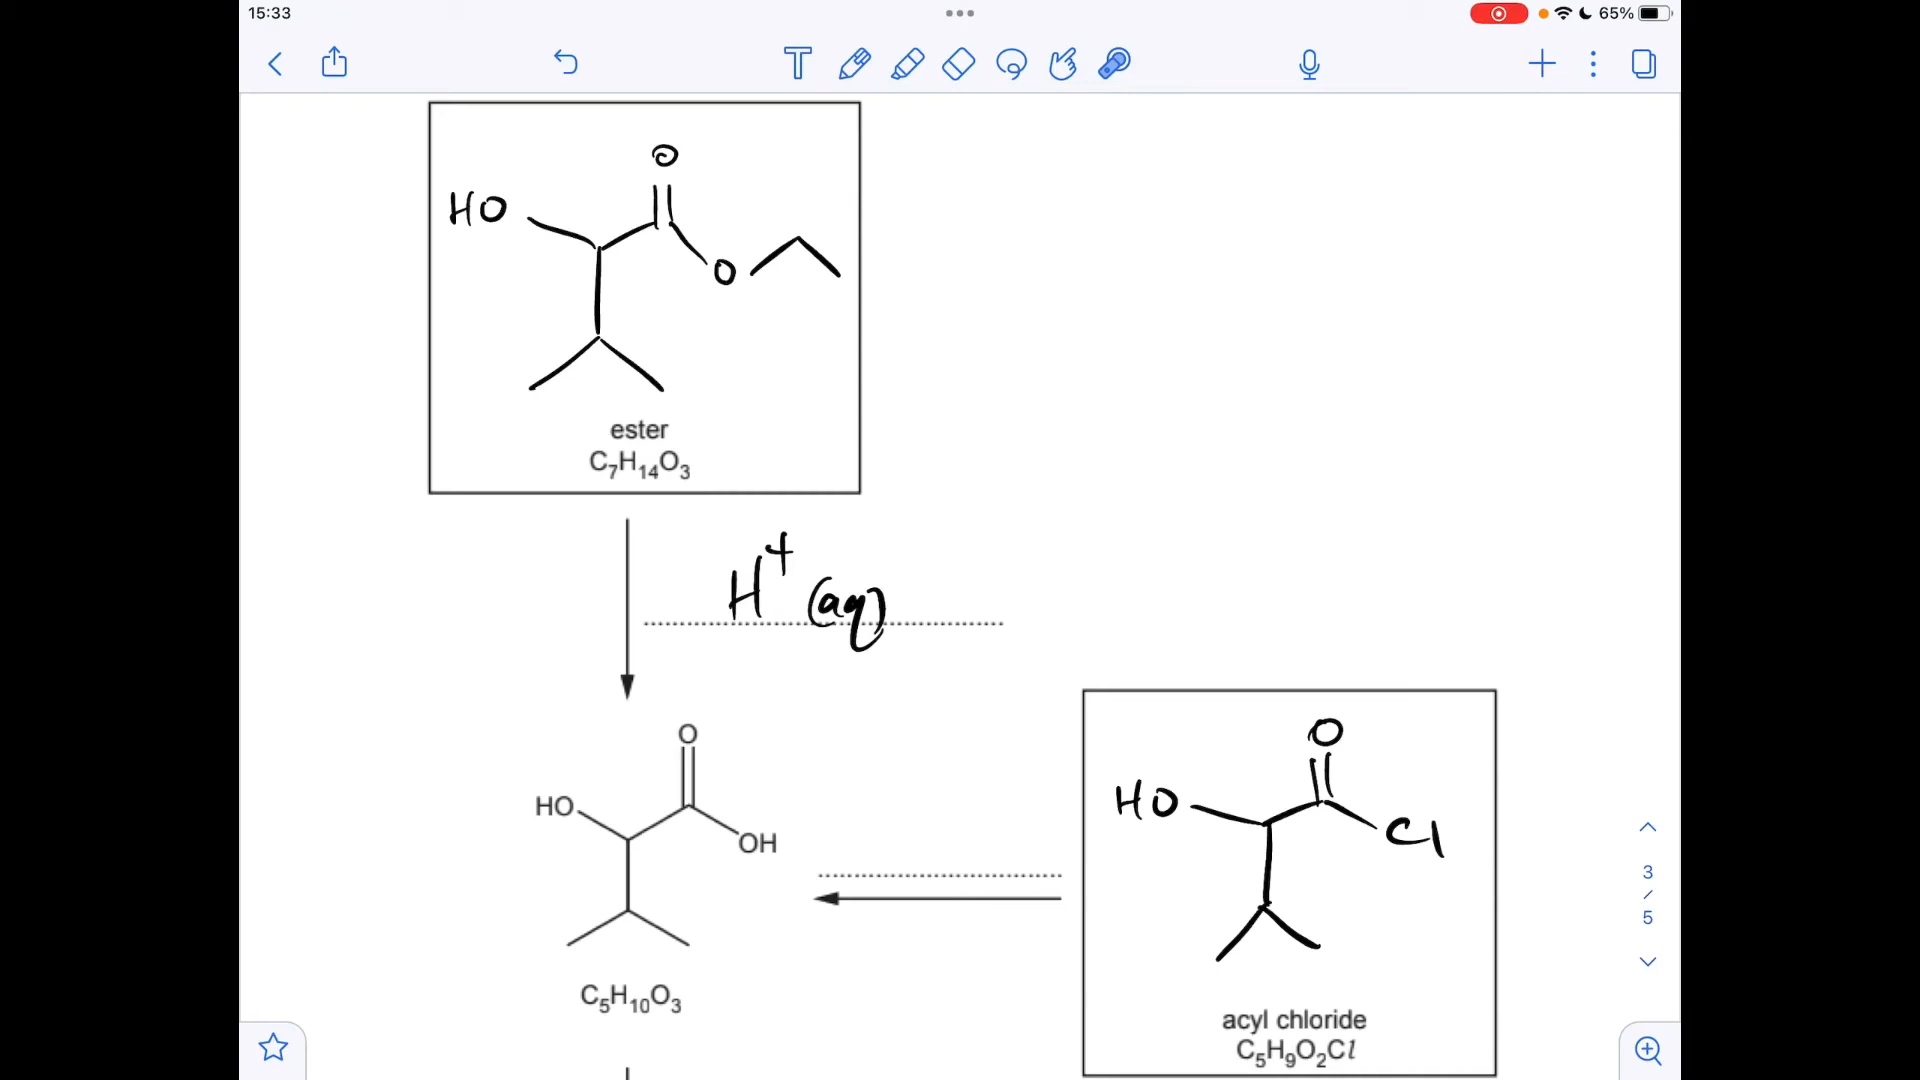 15:33
65%
T
O
HO
O
ester
C₇H₁₄O₃
H⁺ (aq)
O
HO
OH
C₅H₁₀O₃
O
HO
Cl
acyl chloride
C₅H₉O₂Cl
3
/
5